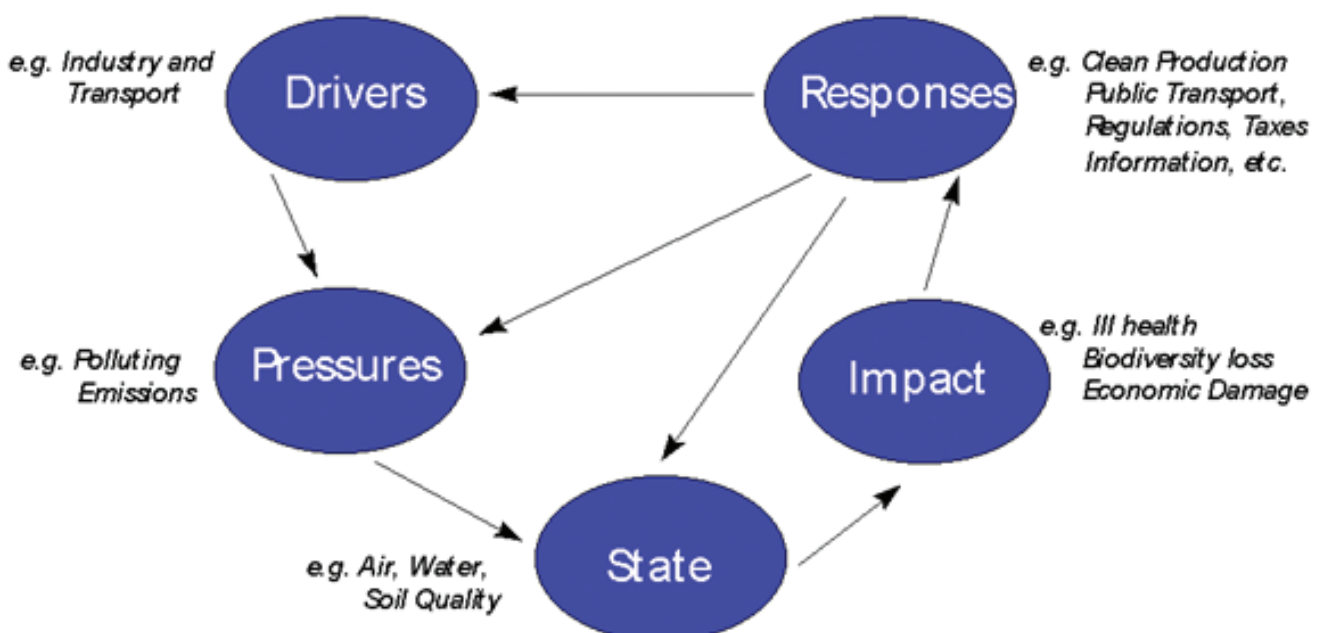 e.g. Industry and
Transport
Drivers
Responses
e.g. Clean Production
Public Transport,
Regulations, Taxes
Information, etc.
e.g. Polluting
Emissions
Pressures
Impact
e.g. Ill health
Biodiversity loss
Economic Damage
e.g. Air, Water,
Soil Quality
State